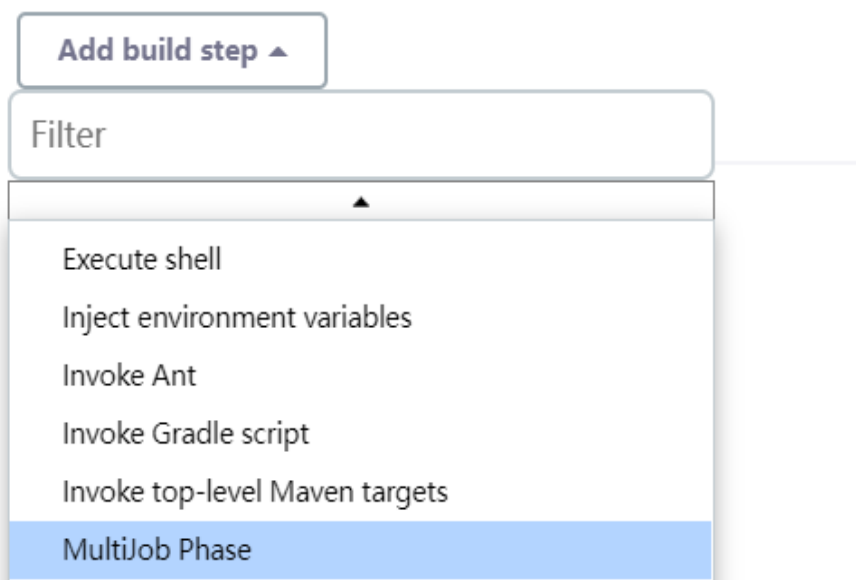 Add build step
Filter
Execute shell
Inject environment variables
Invoke Ant
Invoke Gradle script
Invoke top-level Maven targets
MultiJob Phase